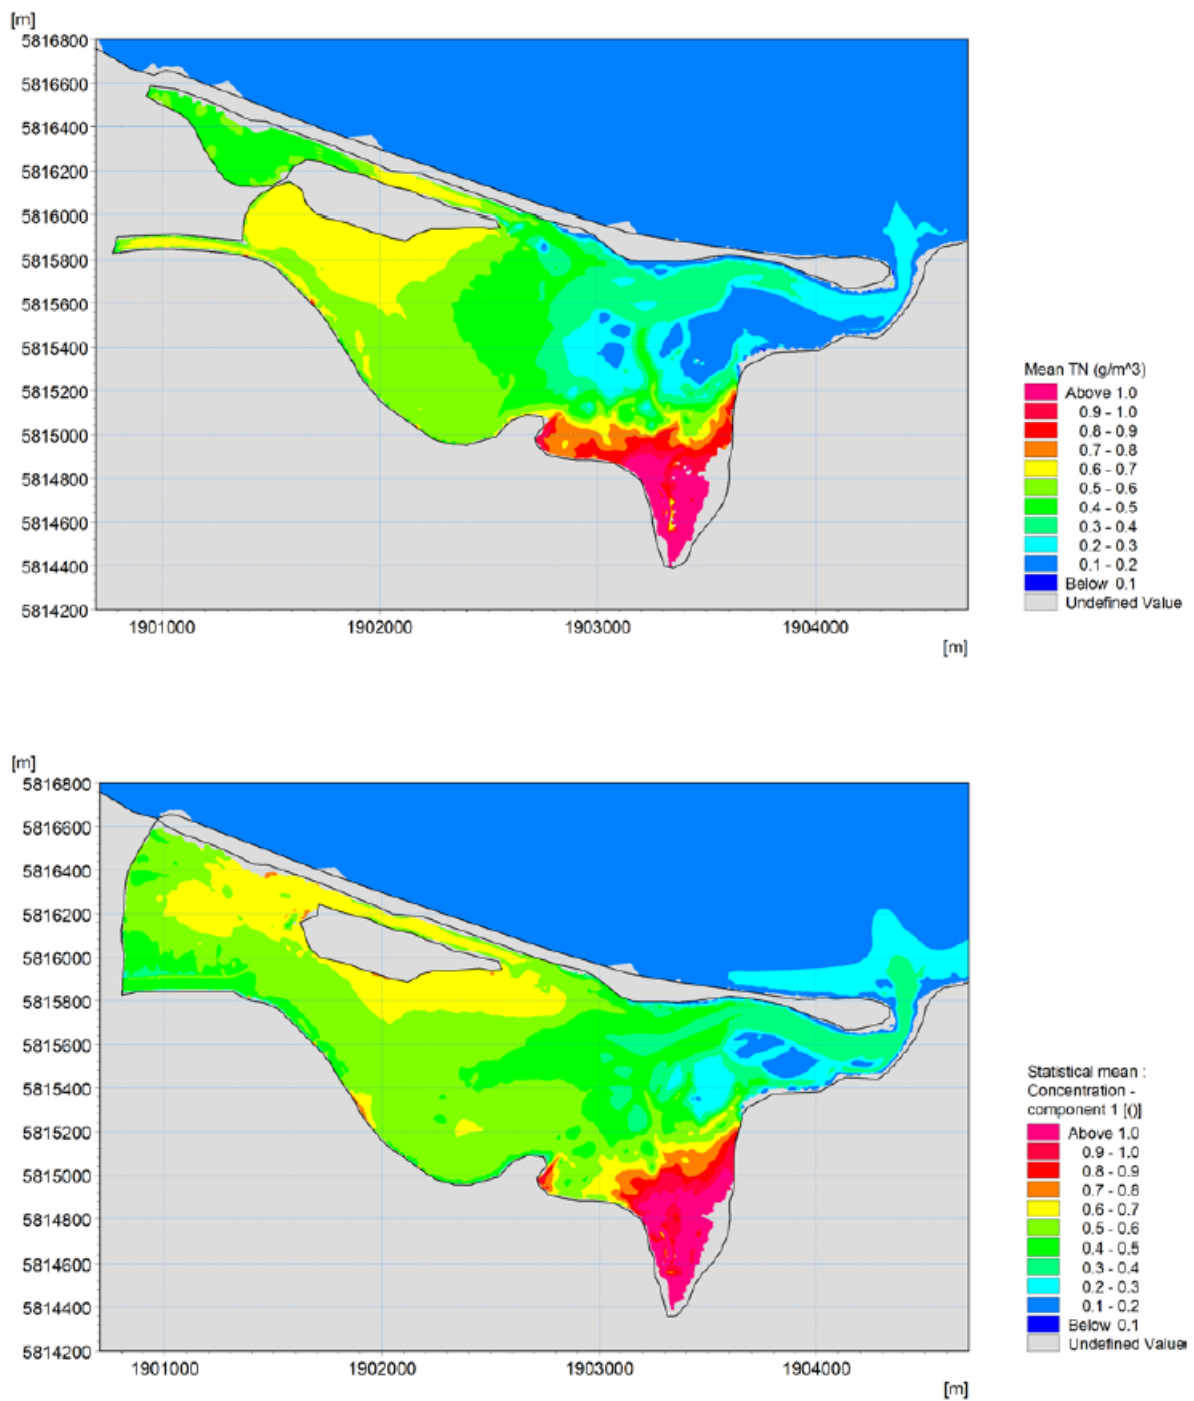 [m]
5816800
5816600
5816400
5816200
5816000
5815800
5815600
5815400
5815200
5815000
5814800
5814600
5814400
5814200
1901000 1902000 1903000 1904000
[m]
Mean TN (g/m^3)
Above 1.0
0.9 - 1.0
0.8 - 0.9
0.7 - 0.8
0.6 - 0.7
0.5 - 0.6
0.4 - 0.5
0.3 - 0.4
0.2 - 0.3
0.1 - 0.2
Below 0.1
Undefined Value
[m]
5816800
5816600
5816400
5816200
5816000
5815800
5815600
5815400
5815200
5815000
5814800
5814600
5814400
5814200
1901000 1902000 1903000 1904000
[m]
Statistical mean :
Concentration -
component 1 [()]
Above 1.0
0.9 - 1.0
0.8 - 0.9
0.7 - 0.8
0.6 - 0.7
0.5 - 0.6
0.4 - 0.5
0.3 - 0.4
0.2 - 0.3
0.1 - 0.2
Below 0.1
Undefined Value